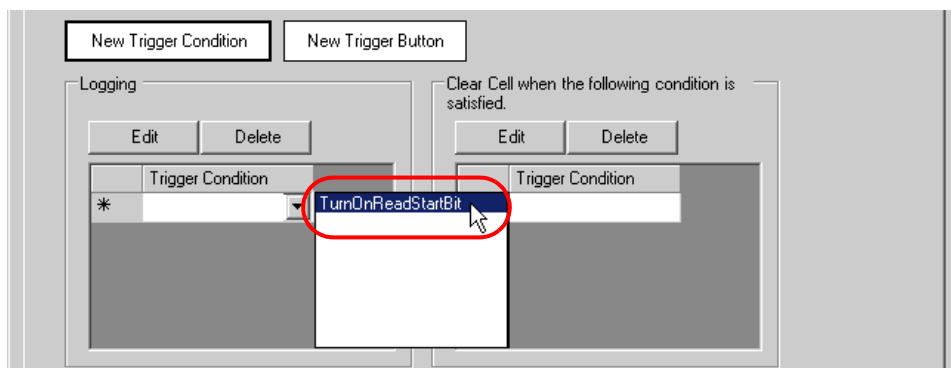 New Trigger Condition
New Trigger Button
Logging
Edit
Delete
Trigger Condition
*
TurnOnReadStartBit
Clear Cell when the following condition is
satisfied.
Edit
Delete
Trigger Condition